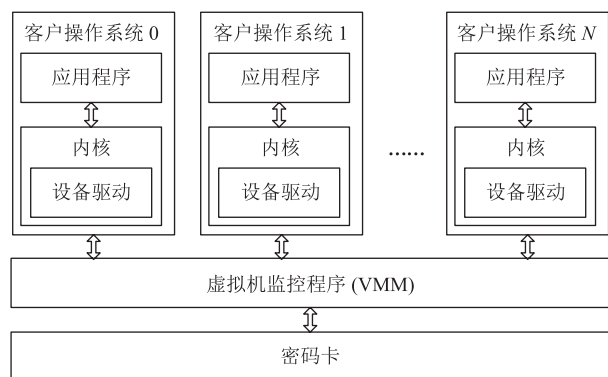 客户操作系统 0 客户操作系统 1 客户操作系统 N
应用程序 应用程序 应用程序
内核 内核 …… 内核
设备驱动 设备驱动 设备驱动
虚拟机监控程序 (VMM)
密码卡